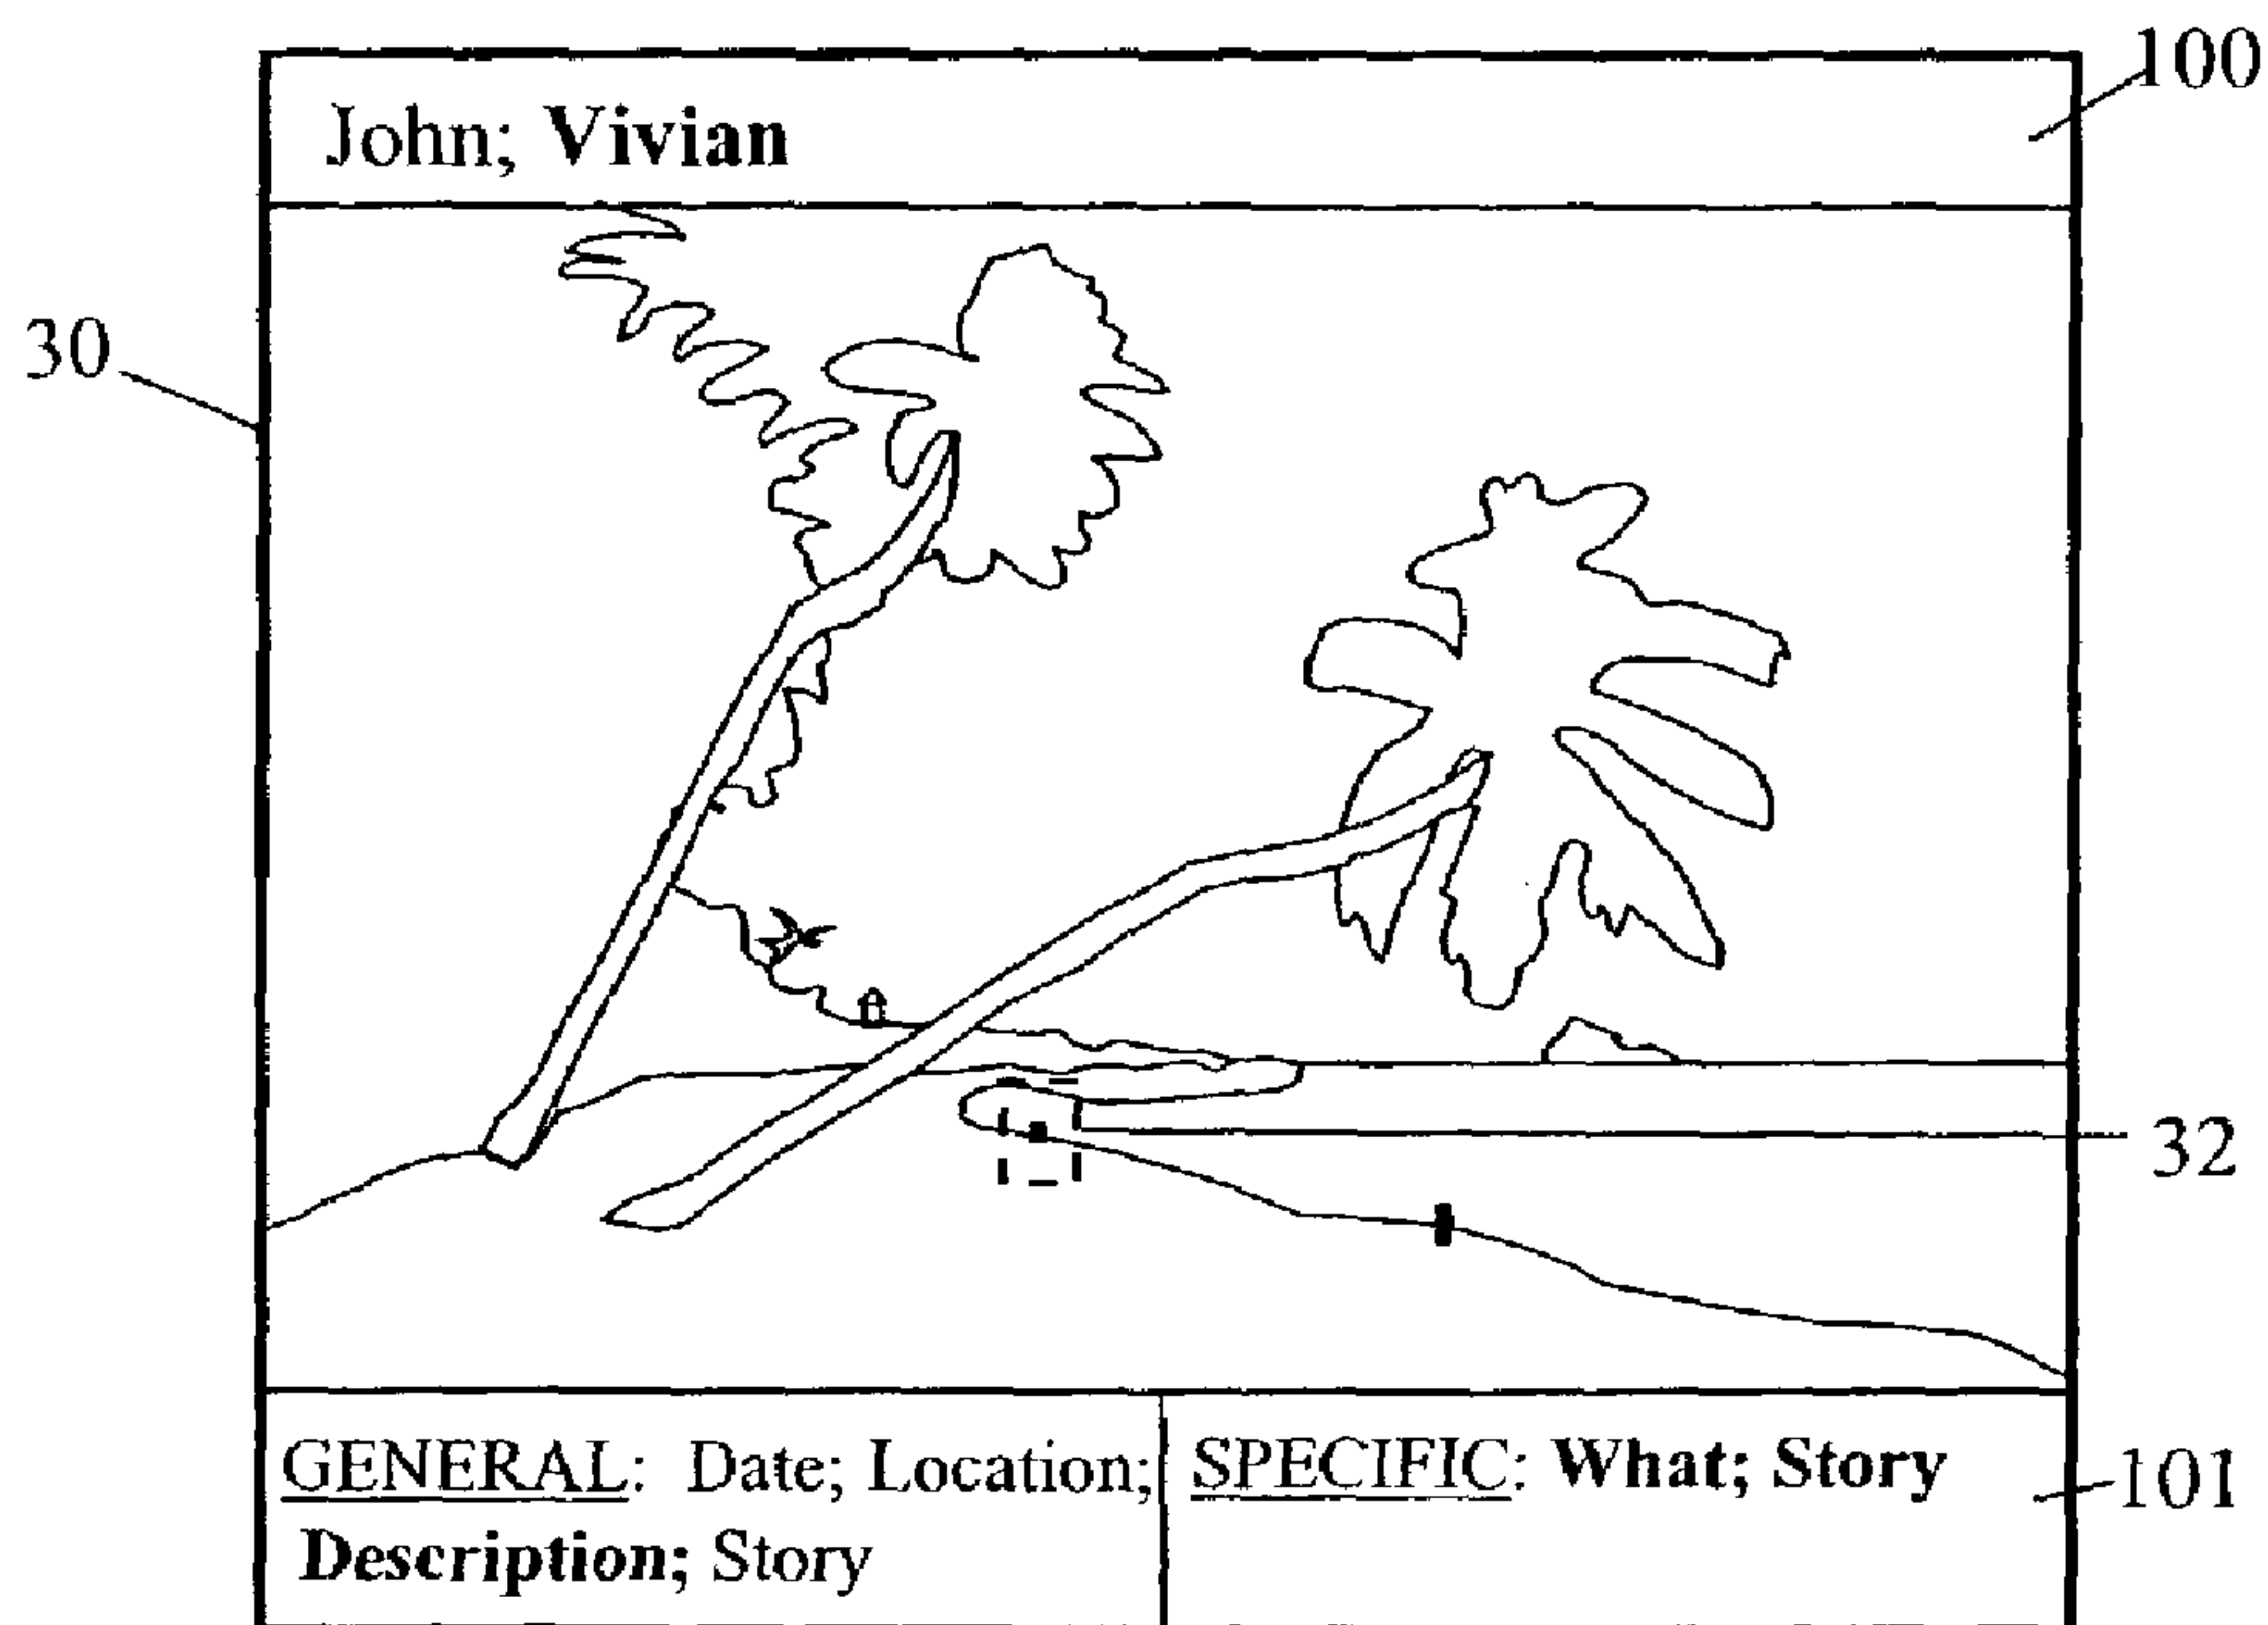 100
John; Vivian
30
32
GENERAL: Date; Location;
Description; Story
SPECIFIC: What; Story
101